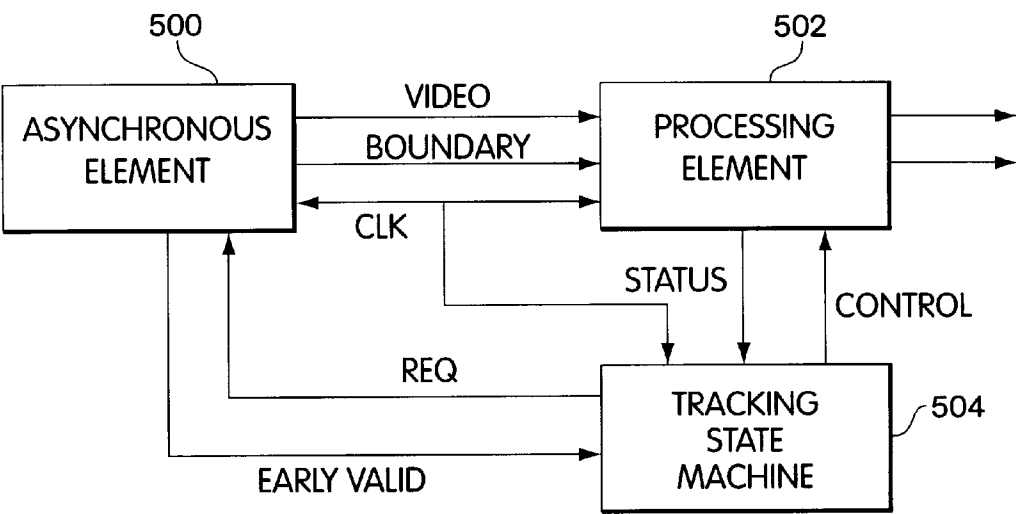 500
502
ASYNCHRONOUS
ELEMENT
VIDEO
BOUNDARY
CLK
PROCESSING
ELEMENT
STATUS
CONTROL
REQ
EARLY VALID
TRACKING
STATE
MACHINE
504